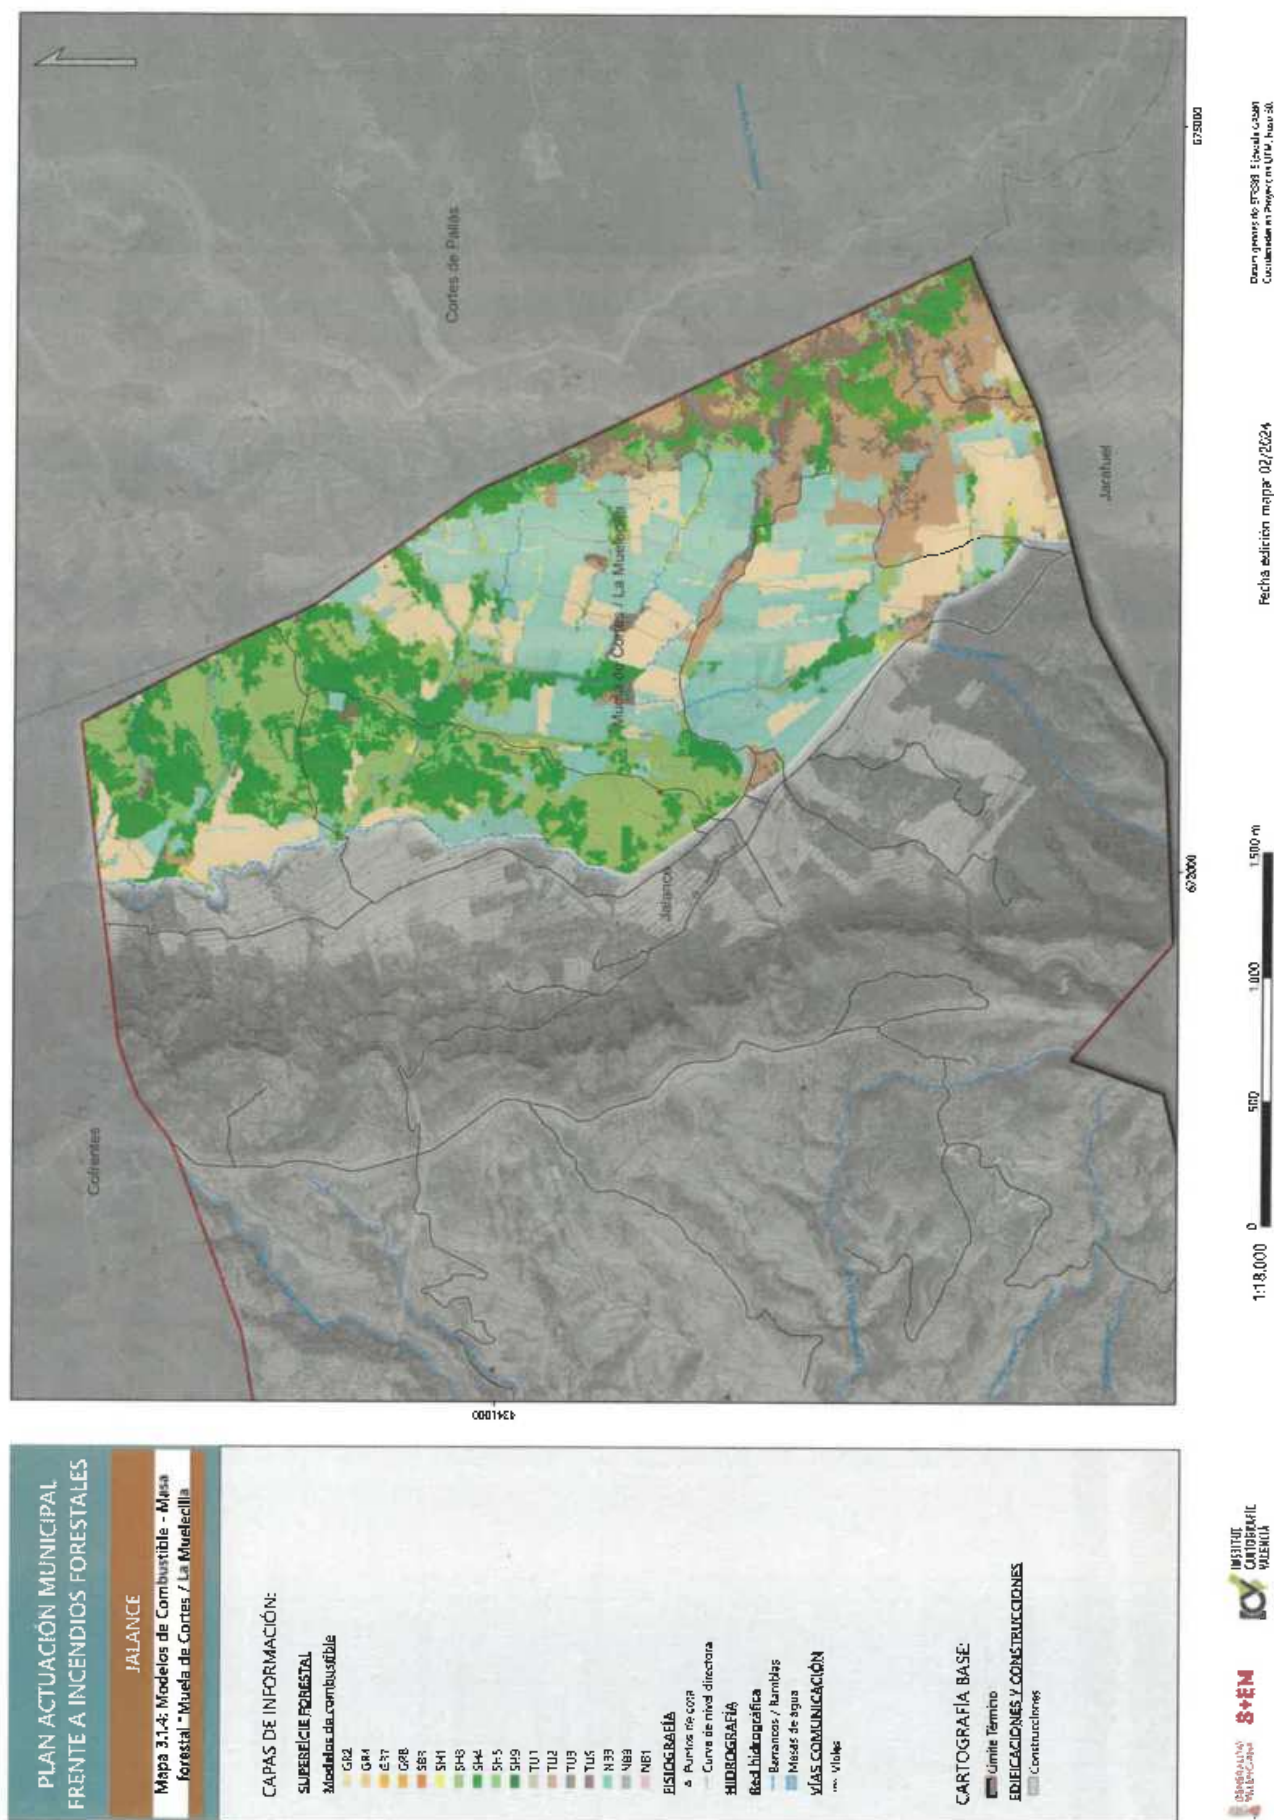 PLAN ACTUACIÓN MUNICIPAL
FRENTE A INCENDIOS FORESTALES
JALANCE
Mapa 3.1.4: Modelos de Combustible - Masa
forestal "Muela de Cortes / La Muelecilla
CAPAS DE INFORMACIÓN:
SUPERFICIE FORESTAL
Modelos de combustible
GR2
GR4
GR7
GR8
SH1
SH3
SH4
SH5
SH9
TU1
TU2
TU3
TU5
NB9
NB1
FISIOGRAFÍA
Puntos de cota
Curva de nivel directora
HIDROGRAFÍA
Red hidrográfica
Barrancos / Ramblas
Masas de agua
VÍAS COMUNICACIÓN
Viales
CARTOGRAFÍA BASE:
Límite Término
EDIFICACIONES Y CONSTRUCCIONES
Construcciones
Cofrentes
Cortes de Pallás
Muela de Cortes / La Muelecilla
Jalance
Jarafuel
4341000
672000
675000
1:18.000
0 500 1.000 1.500 m
Fecha edición mapa: 02/2024
GENERALITAT
VALENCIANA
INSTITUT
CARTOGRÀFIC
VALENCIÀ